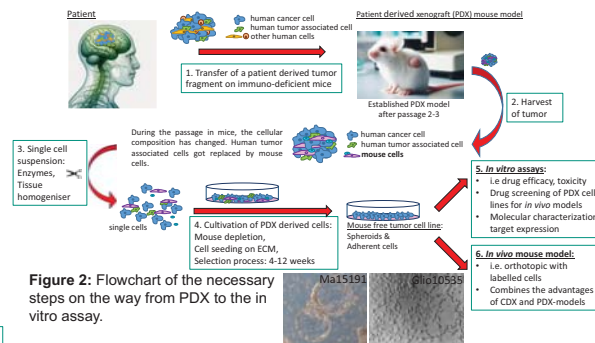 Patient
human cancer cell
human tumor associated cell
other human cells
Patient derived xenograft (PDX) mouse model
1. Transfer of a patient derived tumor
fragment on immuno-deficient mice
Established PDX model
after passage 2-3
2. Harvest
of tumor
During the passage in mice, the cellular
composition has changed. Human tumor
associated cells got replaced by mouse
cells.
human cancer cell
human tumor associated cell
mouse cells
3. Single cell
suspension:
Enzymes,
Tissue
homogeniser
single cells
4. Cultivation of PDX derived cells:
Mouse depletion,
Cell seeding on ECM,
Selection process: 4-12 weeks
Mouse free tumor cell line:
Spheroids &
Adherent cells
5. In vitro assays:
• i.e drug efficacy, toxicity
• Drug screening of PDX cell
lines for in vivo models
• Molecular characterization
target expression
6. In vivo mouse model:
• i.e. orthotopic with
labelled cells
• Combines the advantages
of CDX and PDX-models
Figure 2: Flowchart of the necessary
steps on the way from PDX to the in
vitro assay.
Ma15191
Glio10535